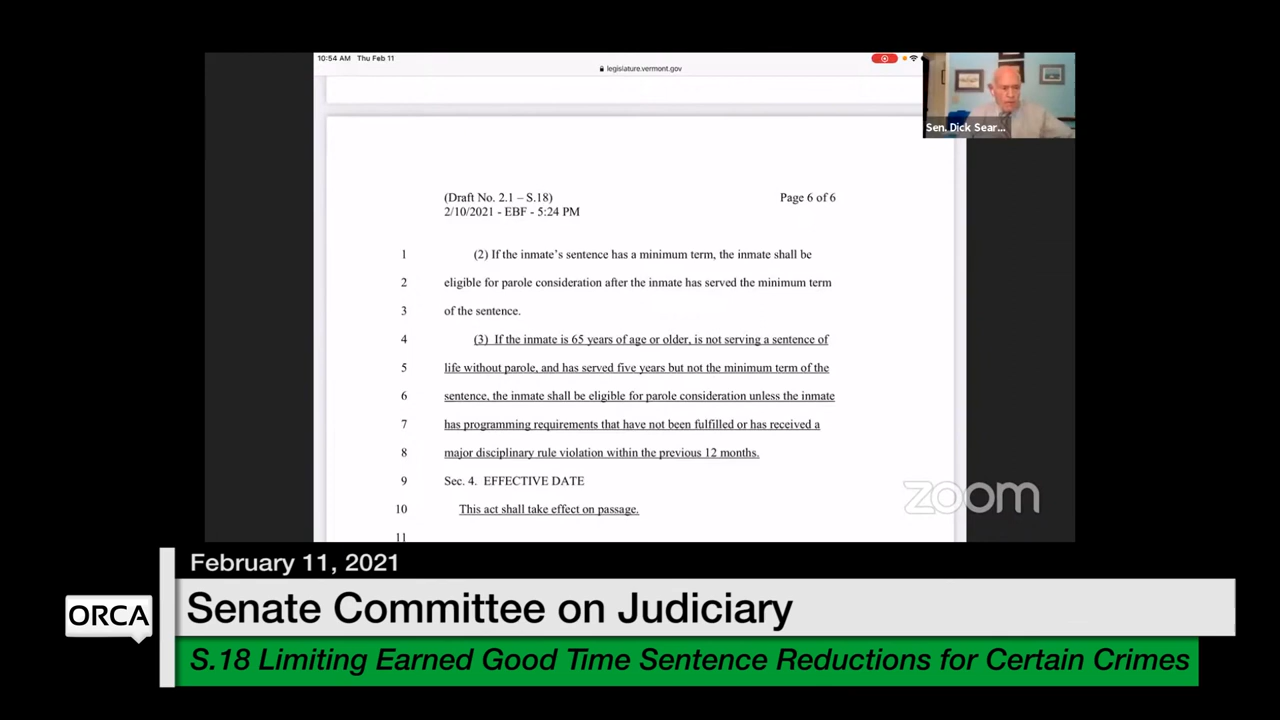 10:54 AM Thu Feb 11
legislature.vermont.gov
Sen. Dick Sear...
(Draft No. 2.1 – S.18) Page 6 of 6
2/10/2021 - EBF - 5:24 PM
1 (2) If the inmate’s sentence has a minimum term, the inmate shall be
2 eligible for parole consideration after the inmate has served the minimum term
3 of the sentence.
4 (3) If the inmate is 65 years of age or older, is not serving a sentence of
5 life without parole, and has served five years but not the minimum term of the
6 sentence, the inmate shall be eligible for parole consideration unless the inmate
7 has programming requirements that have not been fulfilled or has received a
8 major disciplinary rule violation within the previous 12 months.
9 Sec. 4. EFFECTIVE DATE
10 This act shall take effect on passage.
11
zoom
February 11, 2021
ORCA
Senate Committee on Judiciary
S.18 Limiting Earned Good Time Sentence Reductions for Certain Crimes